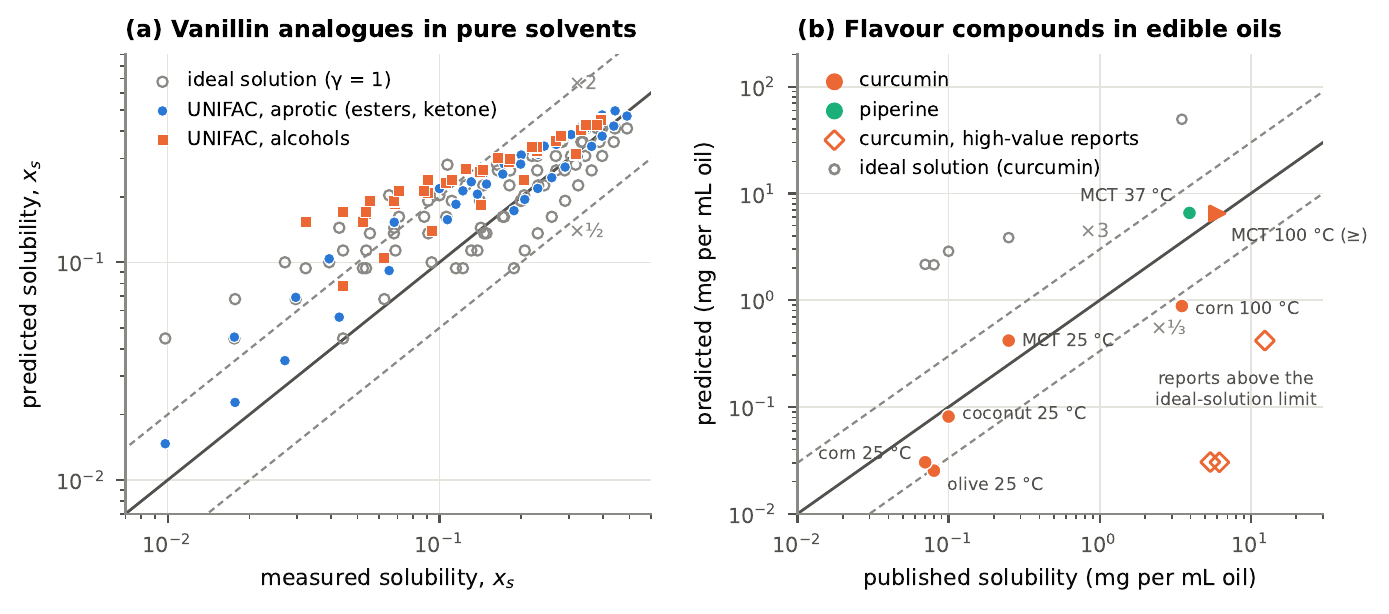 (a) Vanillin analogues in pure solvents
ideal solution (γ = 1)
UNIFAC, aprotic (esters, ketone)
UNIFAC, alcohols
×2
×½
10⁻¹
10⁻²
10⁻²
10⁻¹
predicted solubility, xₛ
measured solubility, xₛ
(b) Flavour compounds in edible oils
curcumin
piperine
curcumin, high-value reports
ideal solution (curcumin)
MCT 37 °C
×3
MCT 100 °C (≥)
corn 100 °C
×⅓
MCT 25 °C
reports above the
ideal-solution limit
coconut 25 °C
corn 25 °C
olive 25 °C
10²
10¹
10⁰
10⁻¹
10⁻²
10⁻²
10⁻¹
10⁰
10¹
predicted (mg per mL oil)
published solubility (mg per mL oil)